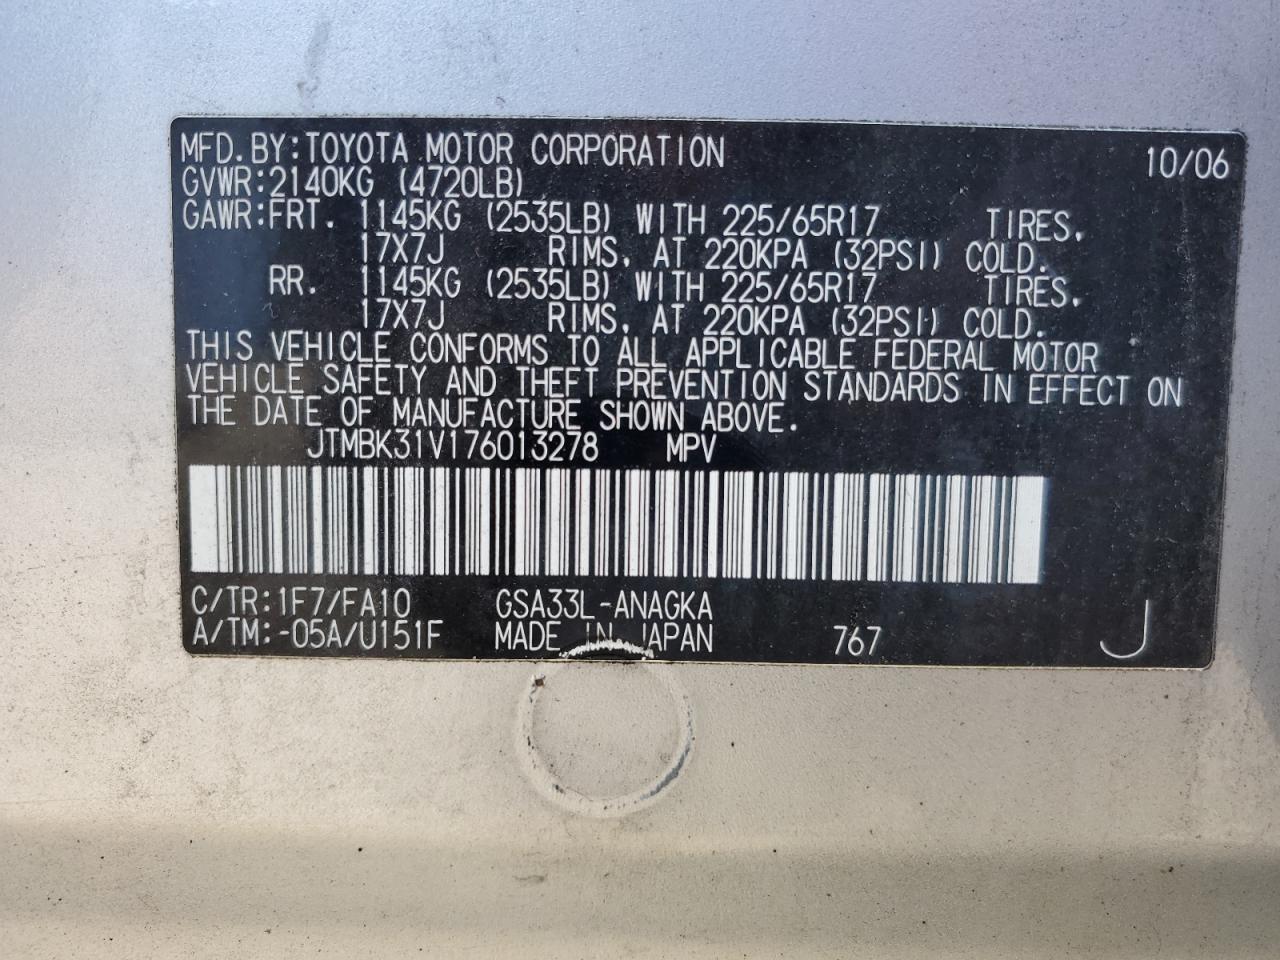 MFD. BY: TOYOTA MOTOR CORPORATION 10/06
GVWR: 2140KG (4720LB)
GAWR: FRT. 1145KG (2535LB) WITH 225/65R17 TIRES,
17X7J RIMS, AT 220KPA (32PSI) COLD.
RR. 1145KG (2535LB) WITH 225/65R17 TIRES,
17X7J RIMS, AT 220KPA (32PSI) COLD.
THIS VEHICLE CONFORMS TO ALL APPLICABLE FEDERAL MOTOR
VEHICLE SAFETY AND THEFT PREVENTION STANDARDS IN EFFECT ON
THE DATE OF MANUFACTURE SHOWN ABOVE.
JTMBK31V176013278 MPV
C/TR: 1F7/FA10 GSA33L-ANAGKA
A/TM: -05A/U151F MADE IN JAPAN 767 J